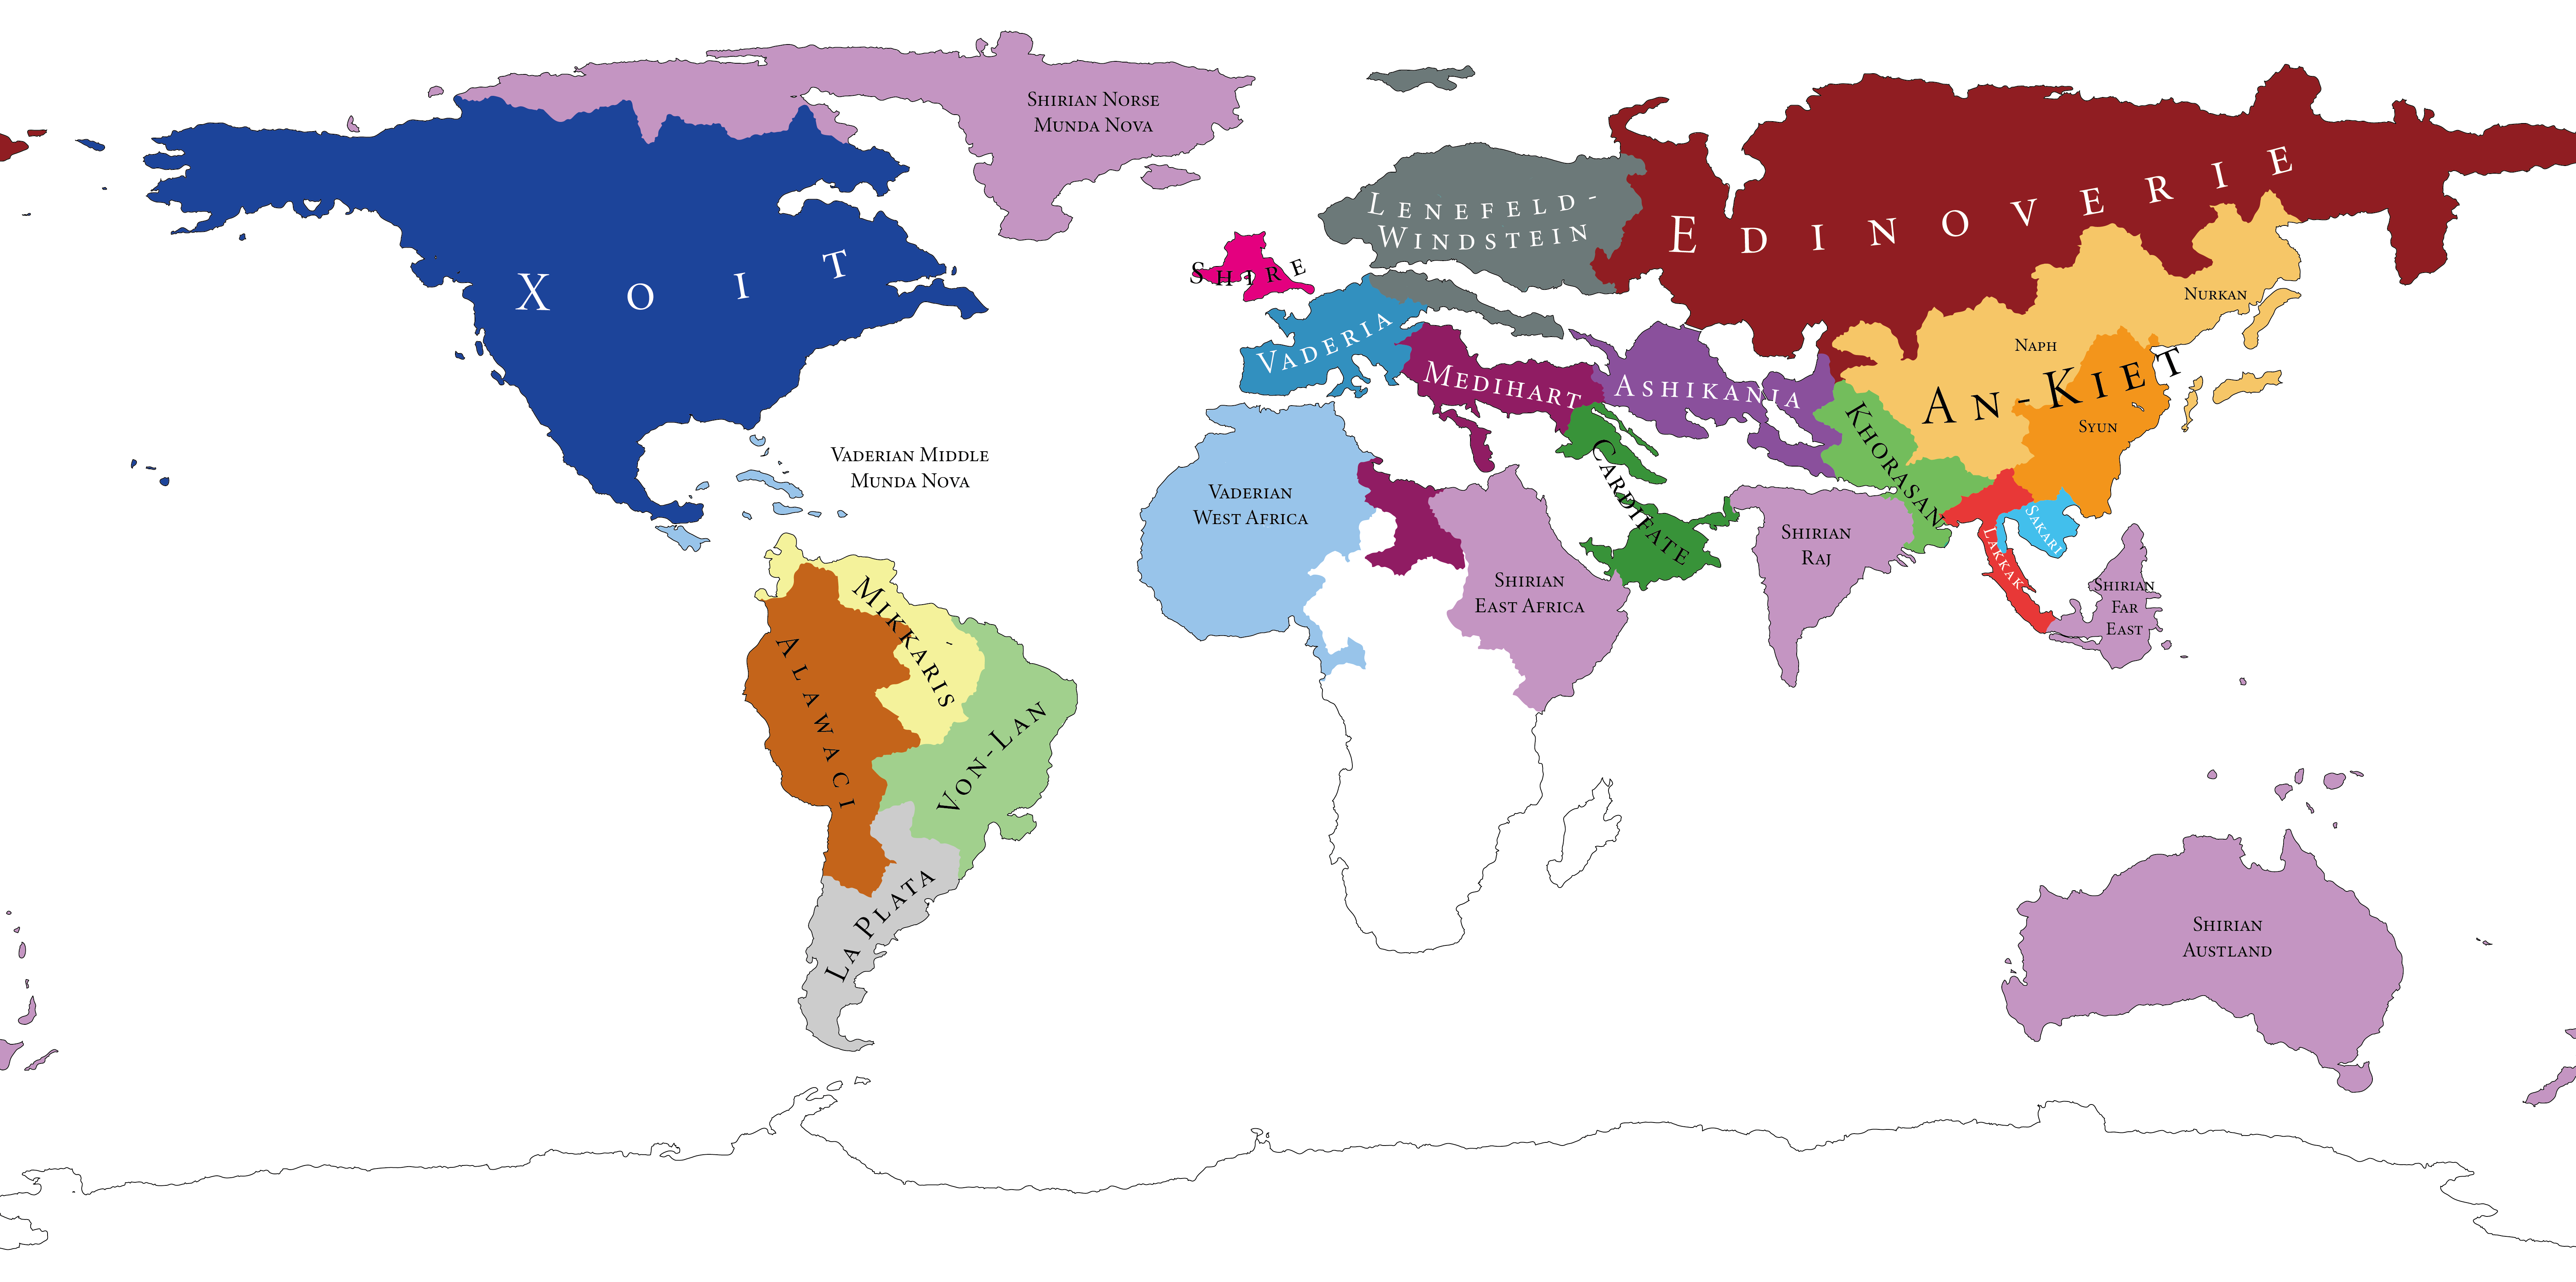 SHIRIAN NORSE
MUNDA NOVA
XOIT
LENEFELD-
WINDSTEIN
EDINOVERIE
SHIRE
VADERIA
MEDIHART
ASHIKANIA
NURKAN
NAPH
AN-KIET
SYUN
KHORASAN
CARDIFATE
VADERIAN MIDDLE
MUNDA NOVA
VADERIAN
WEST AFRICA
SHIRIAN
EAST AFRICA
SHIRIAN
RAJ
LAKKAK
SAKARI
SHIRIAN
FAR
EAST
MIKKARIS
ALAWACI
VON-LAN
LA PLATA
SHIRIAN
AUSTLAND